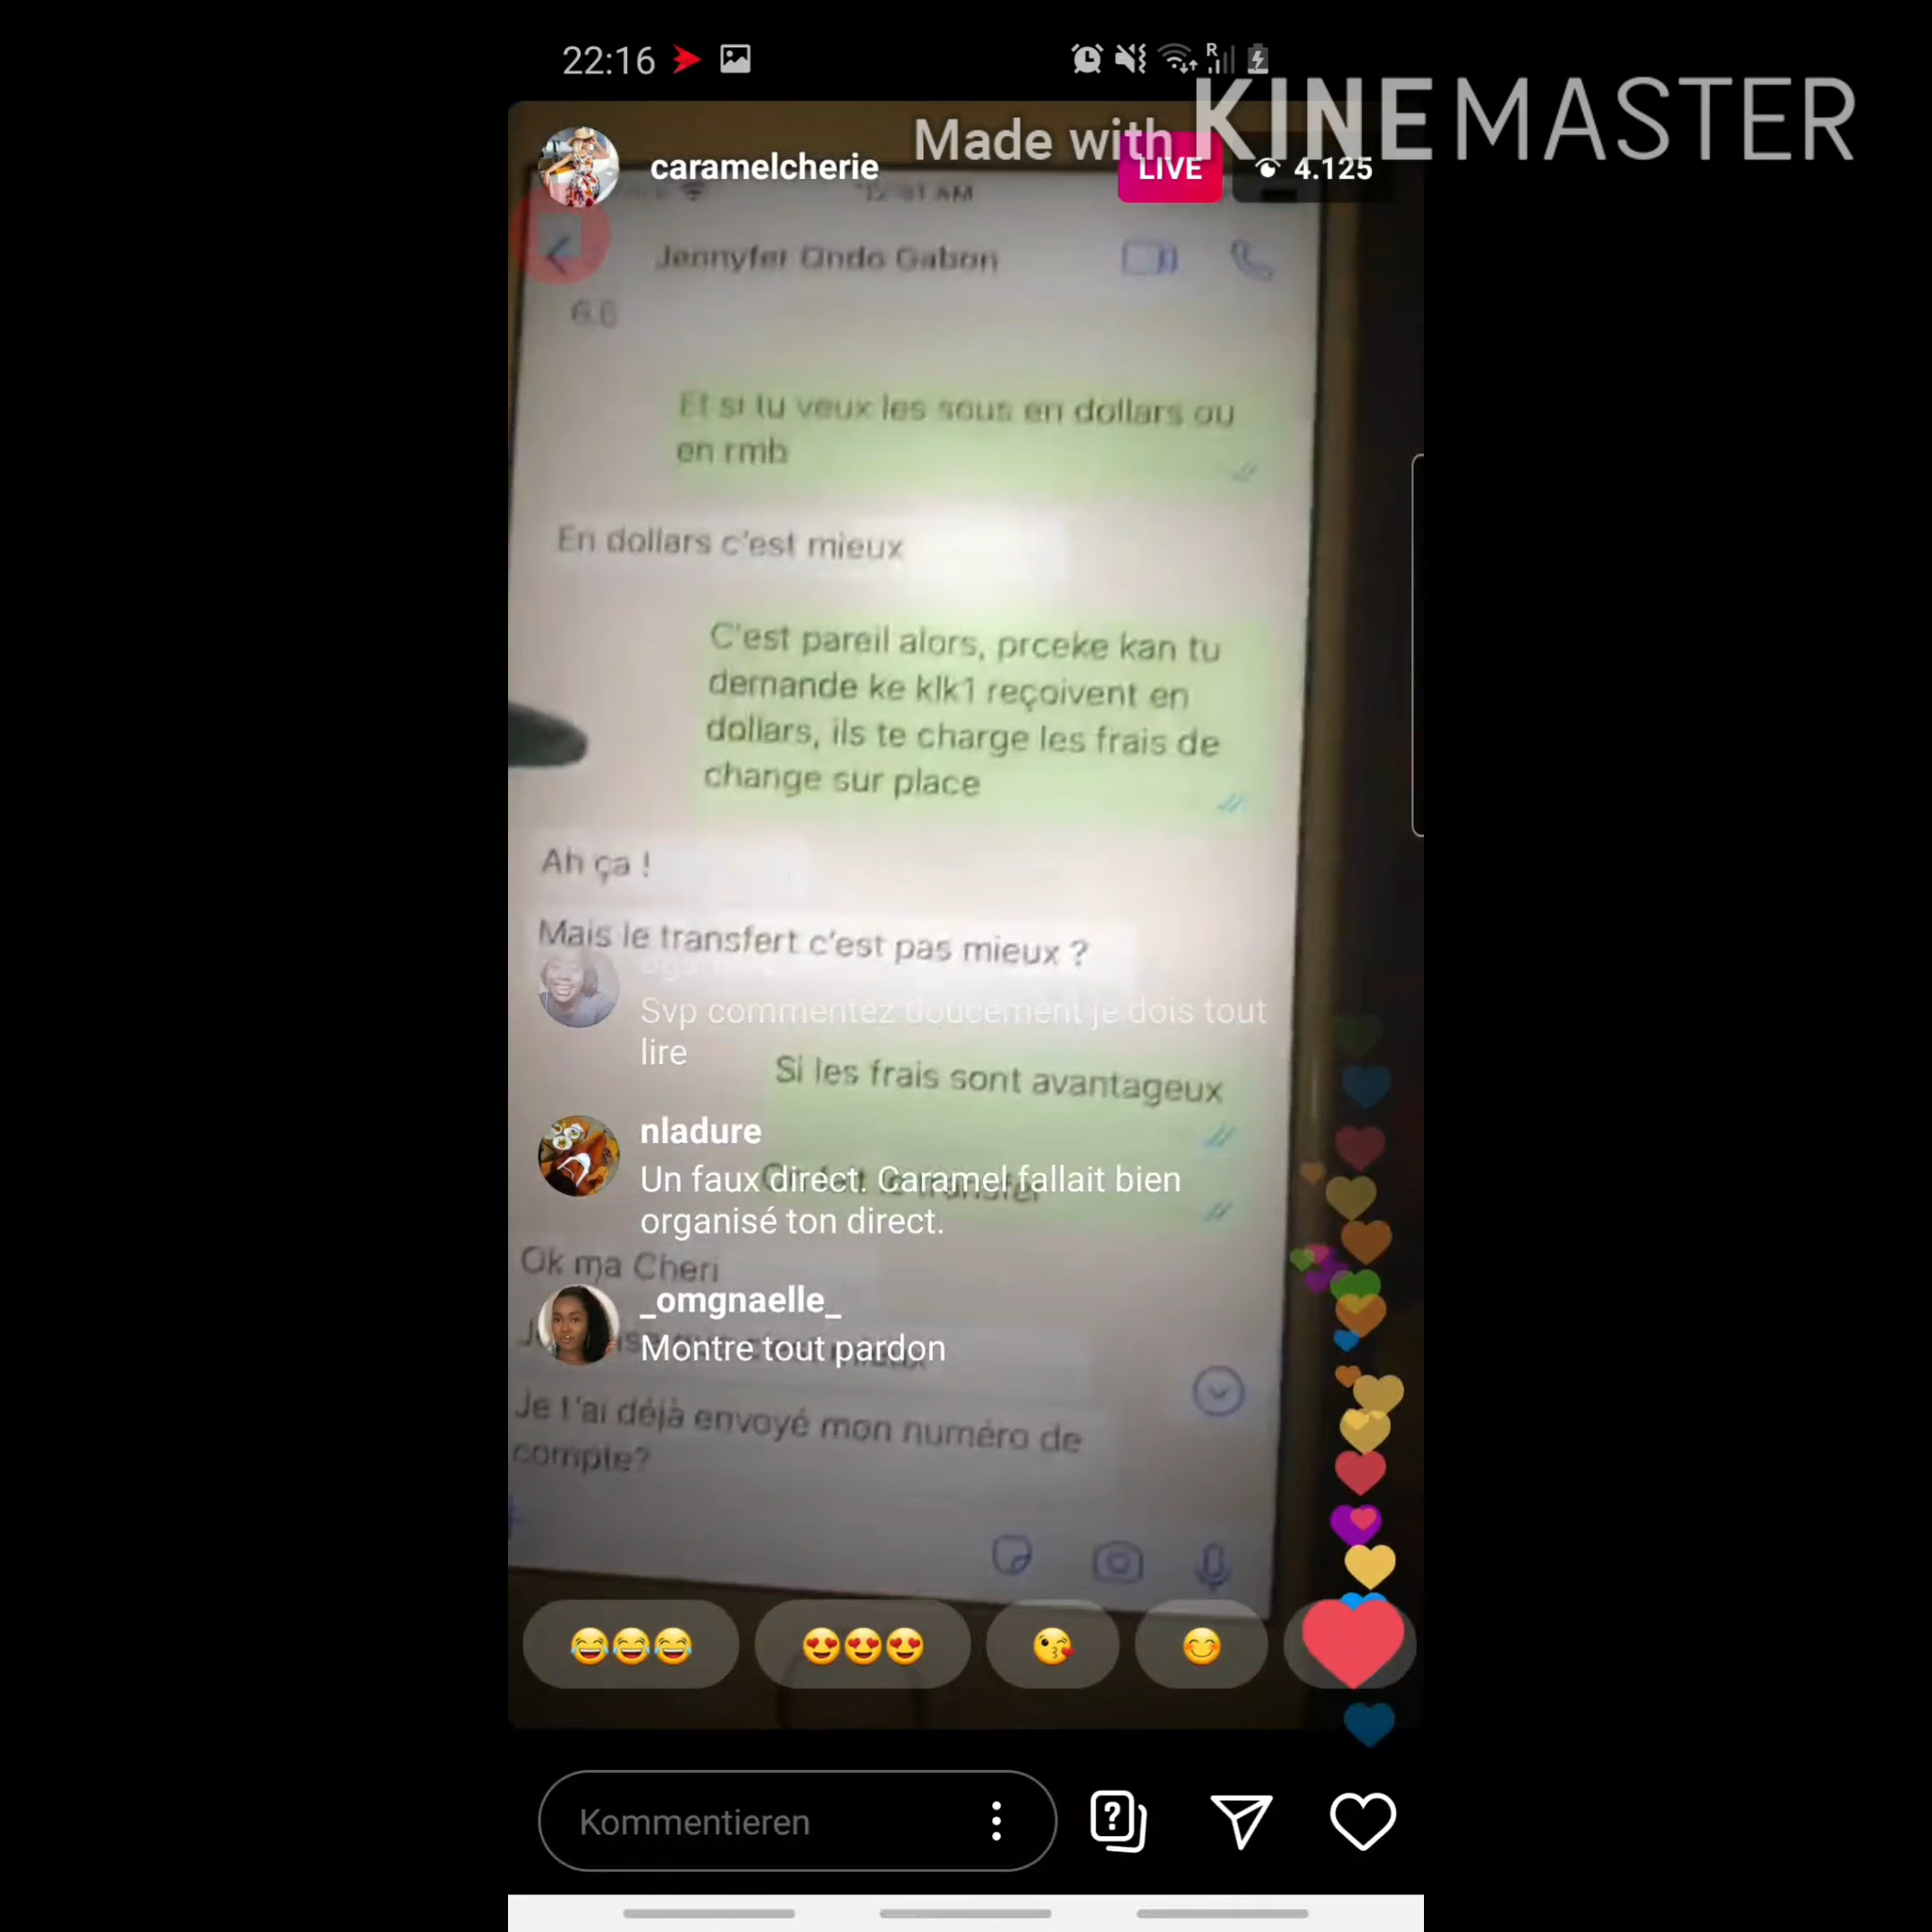 22:16
Made with KINEMASTER
caramelcherie
LIVE
4.125
Jennyfer Ondo Gabon
Et si tu veux les sous en dollars ou
en rmb
En dollars c'est mieux
C'est pareil alors, prceke kan tu
demande ke klk1 reçoivent en
dollars, ils te charge les frais de
change sur place
Ah ça !
Mais le transfert c'est pas mieux ?
Svp commentez doucement je dois tout
lire
Si les frais sont avantageux
nladure
Un faux direct. Caramel fallait bien
organisé ton direct.
Ok ma Cheri
_omgnaelle_
Montre tout pardon
Je t'ai déjà envoyé mon numéro de
compte?
Kommentieren